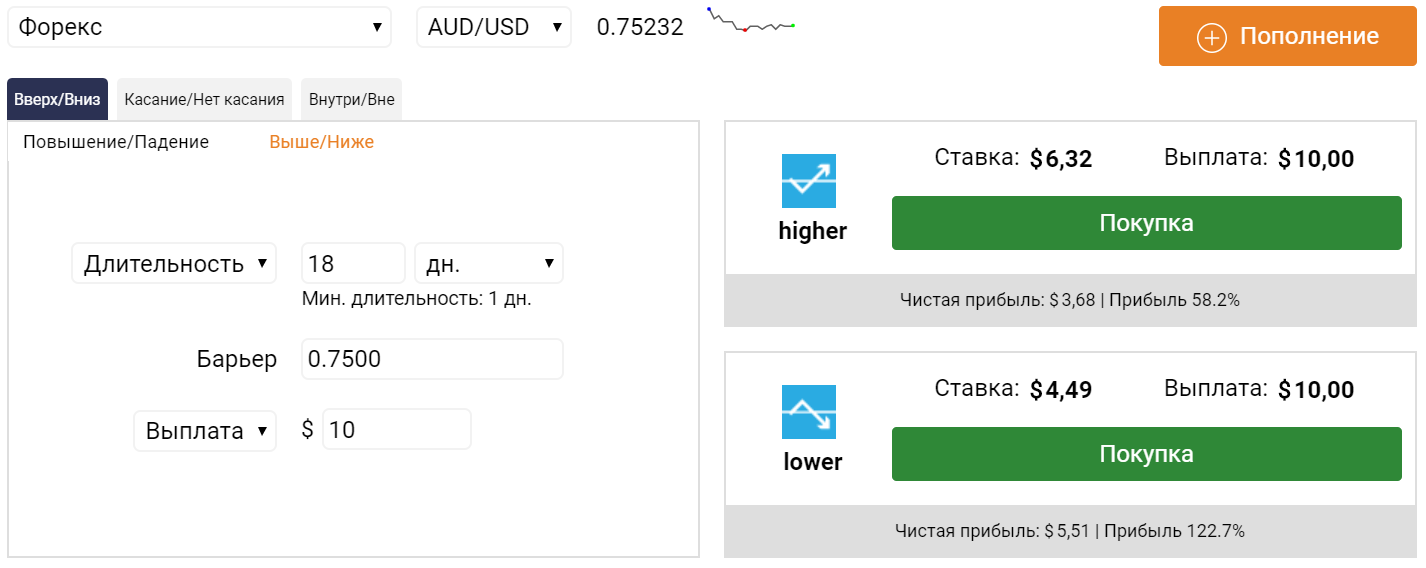 Форекс AUD/USD 0.75232 Пополнение
Вверх/Вниз Касание/Нет касания Внутри/Вне
Повышение/Падение Выше/Ниже
Длительность 18 дн.
Мин. длительность: 1 дн.
Барьер 0.7500
Выплата $ 10
Ставка: $6,32 Выплата: $10,00
higher
Покупка
Чистая прибыль: $3,68 | Прибыль 58.2%
Ставка: $4,49 Выплата: $10,00
lower
Покупка
Чистая прибыль: $5,51 | Прибыль 122.7%